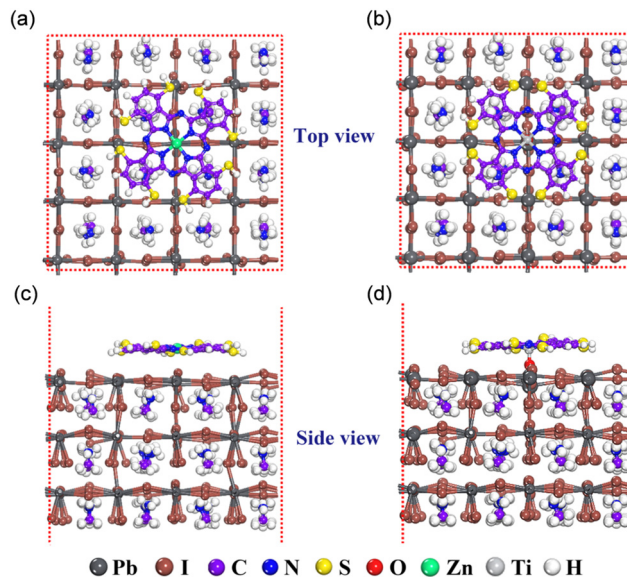 (a)
(b)
Top view
(c)
(d)
Side view
Pb I C N S O Zn Ti H